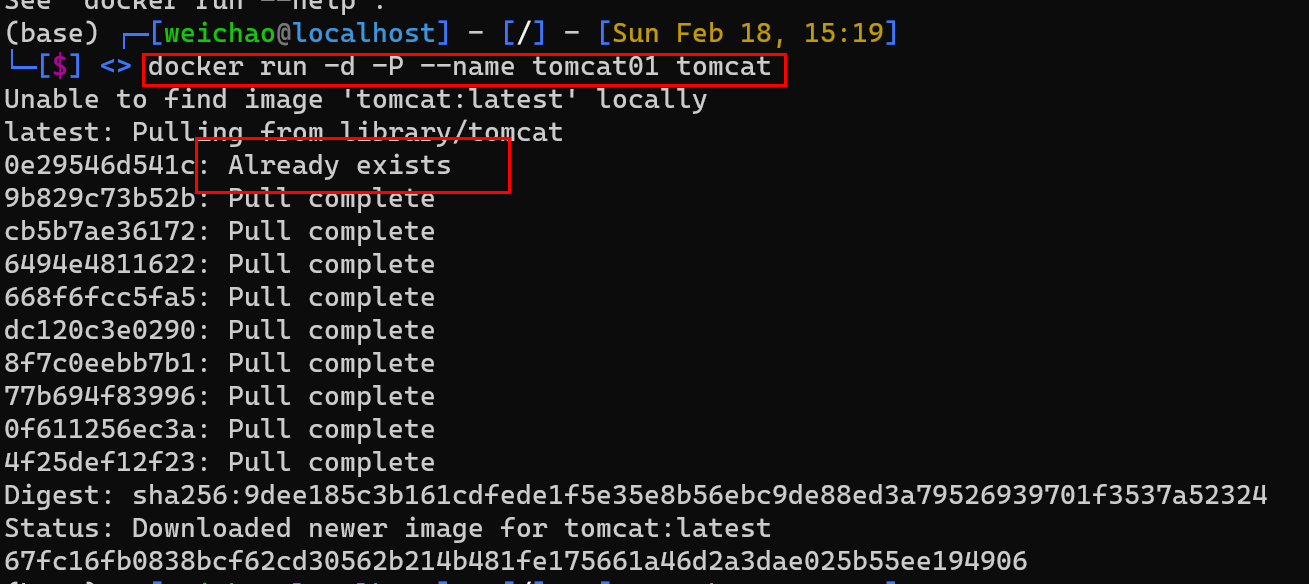 See 'docker run --help'.
(base) ┌─[weichao@localhost] - [/] - [Sun Feb 18, 15:19]
└─[$] <> docker run -d -P --name tomcat01 tomcat
Unable to find image 'tomcat:latest' locally
latest: Pulling from library/tomcat
0e29546d541c: Already exists
9b829c73b52b: Pull complete
cb5b7ae36172: Pull complete
6494e4811622: Pull complete
668f6fcc5fa5: Pull complete
dc120c3e0290: Pull complete
8f7c0eebb7b1: Pull complete
77b694f83996: Pull complete
0f611256ec3a: Pull complete
4f25def12f23: Pull complete
Digest: sha256:9dee185c3b161cdfede1f5e35e8b56ebc9de88ed3a79526939701f3537a52324
Status: Downloaded newer image for tomcat:latest
67fc16fb0838bcf62cd30562b214b481fe175661a46d2a3dae025b55ee194906